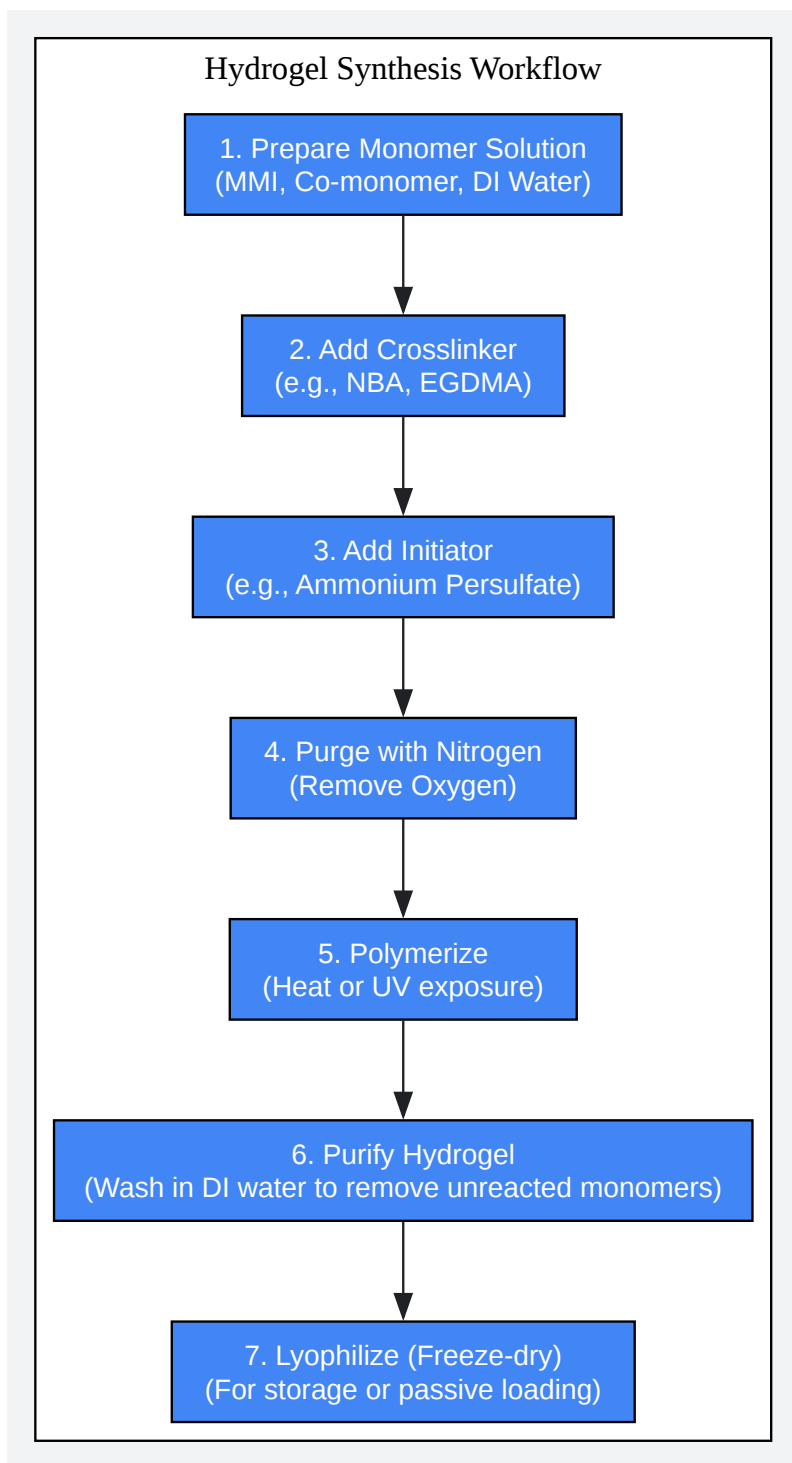 Hydrogel Synthesis Workflow
1. Prepare Monomer Solution
(MMI, Co-monomer, DI Water)
2. Add Crosslinker
(e.g., NBA, EGDMA)
3. Add Initiator
(e.g., Ammonium Persulfate)
4. Purge with Nitrogen
(Remove Oxygen)
5. Polymerize
(Heat or UV exposure)
6. Purify Hydrogel
(Wash in DI water to remove unreacted monomers)
7. Lyophilize (Freeze-dry)
(For storage or passive loading)